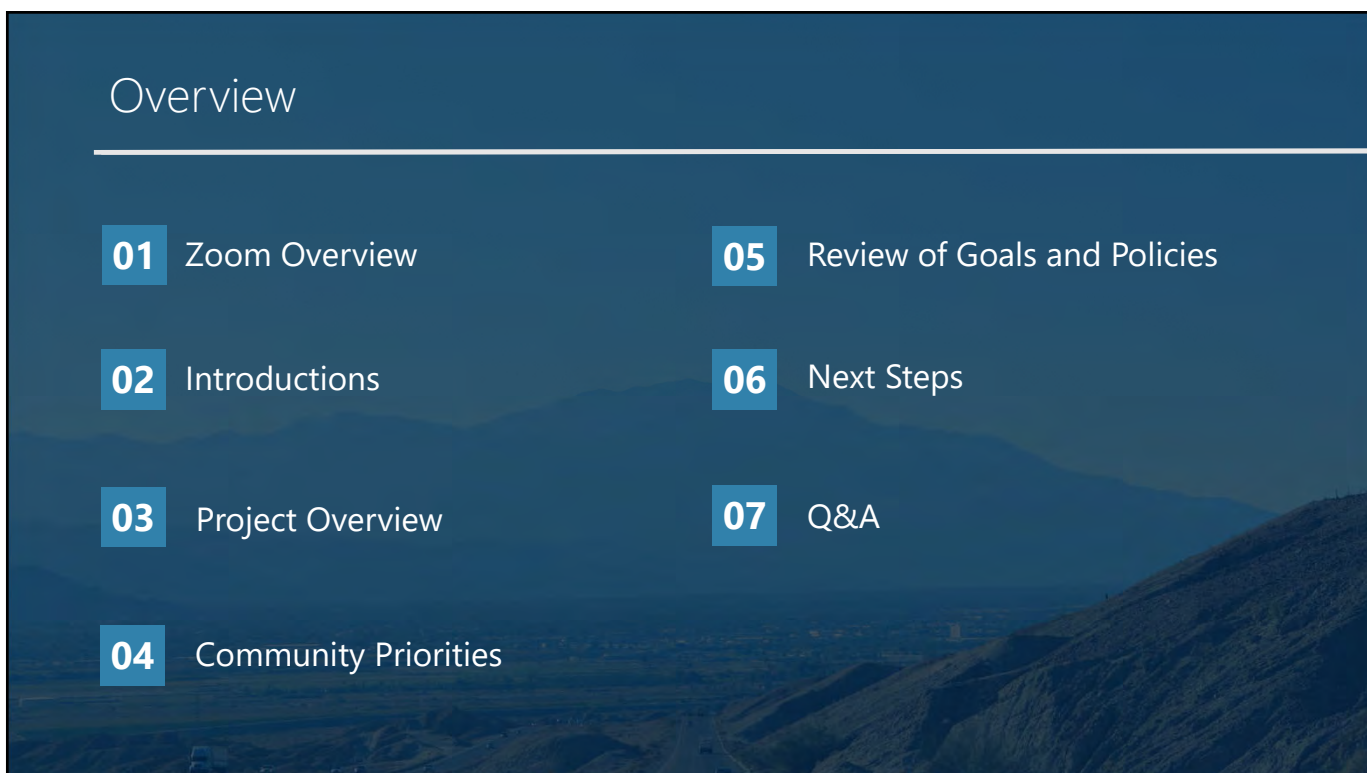 Overview
01 Zoom Overview
02 Introductions
03 Project Overview
04 Community Priorities
05 Review of Goals and Policies
06 Next Steps
07 Q&A